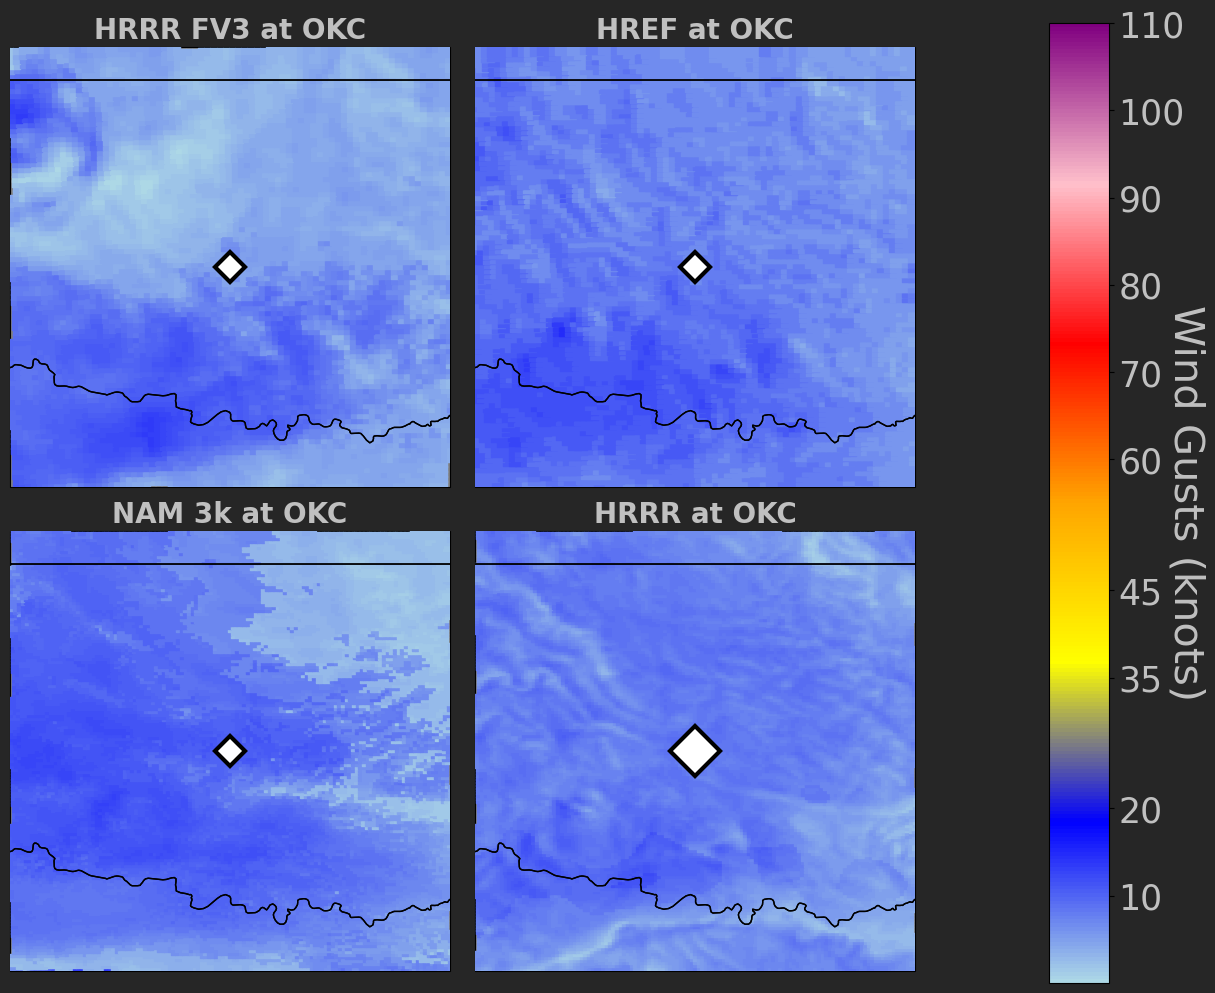 HRRR FV3 at OKC
HREF at OKC
NAM 3k at OKC
HRRR at OKC
110
100
90
80
70
60
45
35
20
10
Wind Gusts (knots)